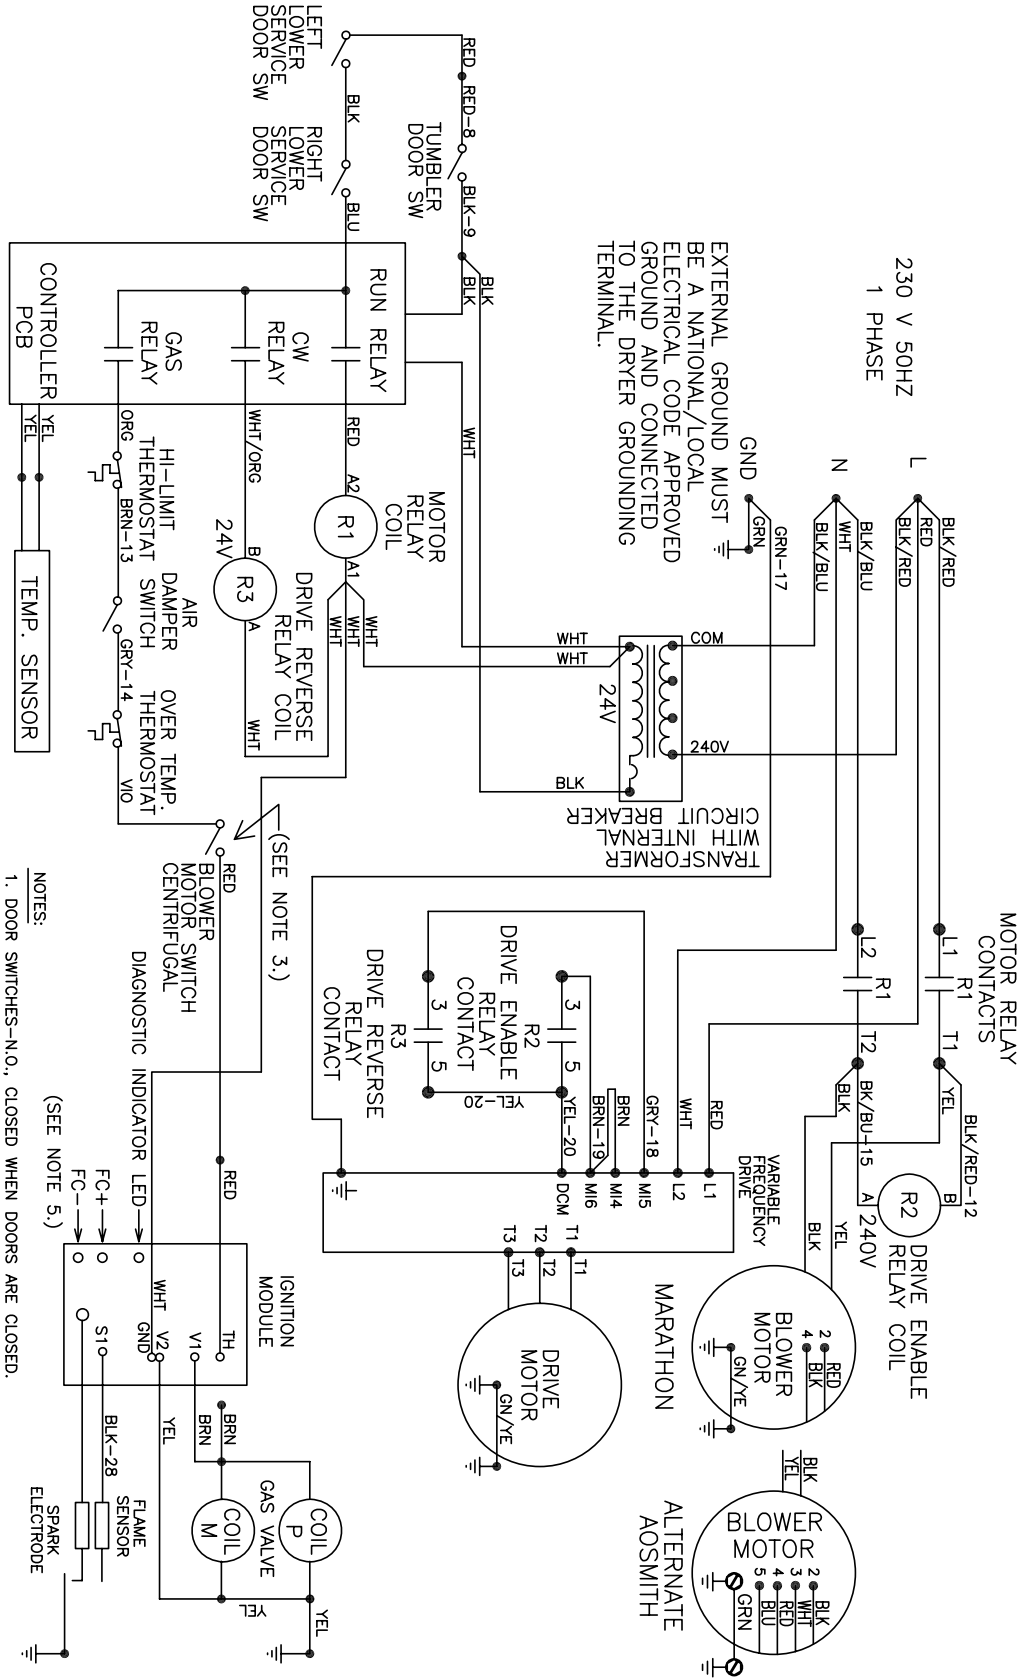 230 V 50HZ
1 PHASE
L
N
GND
BLK/RED
RED
BLK/RED
BLK/BLU
WHT
BLK/BLU
GRN-17
GRN
EXTERNAL GROUND MUST
BE A NATIONAL/LOCAL
ELECTRICAL CODE APPROVED
GROUND AND CONNECTED
TO THE DRYER GROUNDING
TERMINAL.
MOTOR RELAY
CONTACTS
L1
R1
T1
L2
R1
T2
YEL
BLK/RED-12
BLK
BK/BU-15
A
R2
B
240V
DRIVE ENABLE
RELAY COIL
YEL
BLK
BLOWER
MOTOR
2
4
RED
BLK
GN/YE
MARATHON
BLK
YEL
BLOWER
MOTOR
2
3
4
5
BLK
WHT
RED
BLU
GRN
ALTERNATE
AOSMITH
COM
240V
24V
WHT
WHT
BLK
TRANSFORMER
WITH INTERNAL
CIRCUIT BREAKER
VARIABLE
FREQUENCY
DRIVE
RED
L1
WHT
L2
GRY-18
MI5
BRN
MI4
BRN-19
MI6
YEL-20
DCM
YEL-20
T1
T2
T3
T1
T2
T3
DRIVE
MOTOR
GN/YE
3
R2
5
DRIVE ENABLE
RELAY
CONTACT
3
R3
5
DRIVE REVERSE
RELAY
CONTACT
RED
RED-8
TUMBLER
DOOR SW
BLK-9
BLK
BLK
LEFT
LOWER
SERVICE
DOOR SW
BLK
RIGHT
LOWER
SERVICE
DOOR SW
BLU
WHT
RUN RELAY
CW
RELAY
GAS
RELAY
CONTROLLER
PCB
RED
A2
R1
A1
MOTOR
RELAY
COIL
WHT
WHT
WHT
WHT/ORG
B
R3
A
24V
DRIVE REVERSE
RELAY COIL
WHT
ORG
HI-LIMIT
THERMOSTAT
BRN-13
AIR
DAMPER
SWITCH
GRY-14
OVER TEMP.
THERMOSTAT
VIO
YEL
YEL
TEMP. SENSOR
(SEE NOTE 3.)
RED
BLOWER
MOTOR SWITCH
CENTRIFUGAL
RED
DIAGNOSTIC INDICATOR LED
FC+
FC-
(SEE NOTE 5.)
IGNITION
MODULE
TH
V1
V2
GND
WHT
S1
BRN
BRN
YEL
COIL
P
COIL
M
GAS VALVE
YEL
YEL
BLK-28
FLAME
SENSOR
SPARK
ELECTRODE
NOTES:
1. DOOR SWITCHES-N.O., CLOSED WHEN DOORS ARE CLOSED.